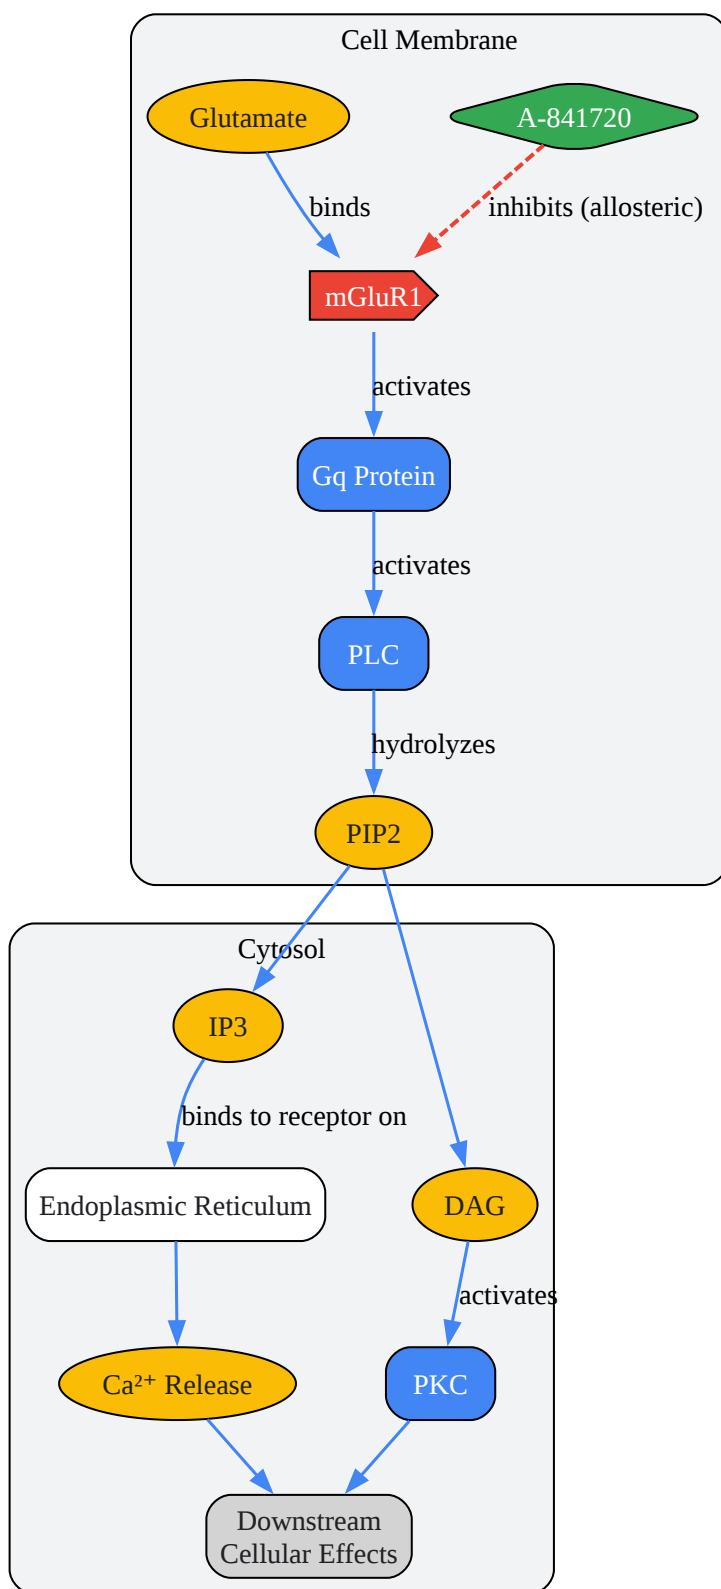 Cell Membrane
Glutamate
A-841720
binds
inhibits (allosteric)
mGluR1
activates
Gq Protein
activates
PLC
hydrolyzes
PIP2
Cytosol
IP3
binds to receptor on
Endoplasmic Reticulum
DAG
activates
Ca²⁺ Release
PKC
Downstream
Cellular Effects